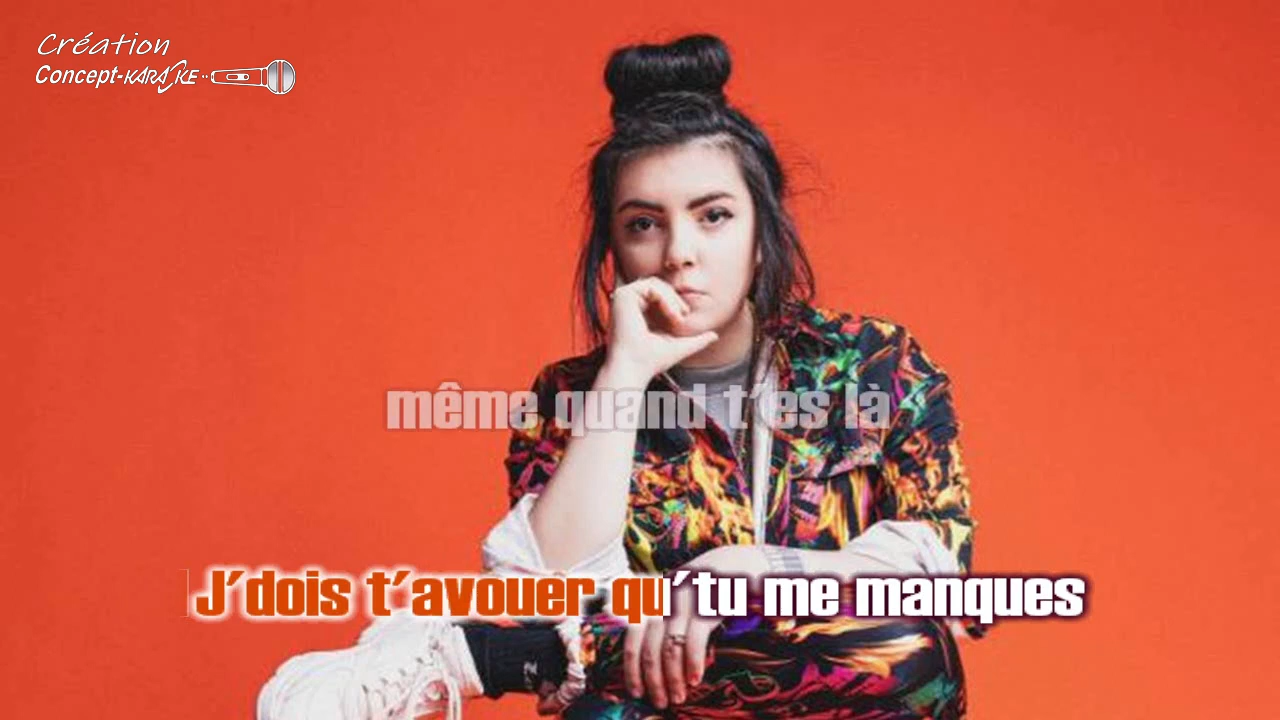 Création
Concept-KARAOKE
même quand t'es là
J'dois t'avouer qu'tu me manques